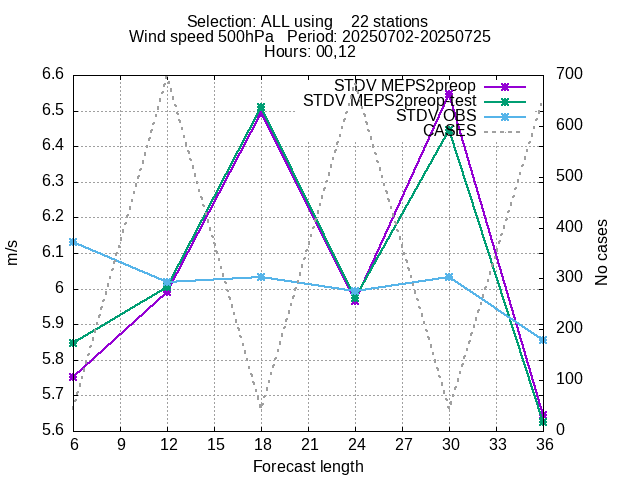 Selection: ALL using    22 stations
Wind speed 500hPa   Period: 20250702-20250725
Hours: 00,12
STDV MEPS2preop
STDV MEPS2preop-test
STDV OBS
CASES
6.6
6.5
6.4
6.3
6.2
6.1
6
5.9
5.8
5.7
5.6
700
600
500
400
300
200
100
0
m/s
No cases
6 9 12 15 18 21 24 27 30 33 36
Forecast length